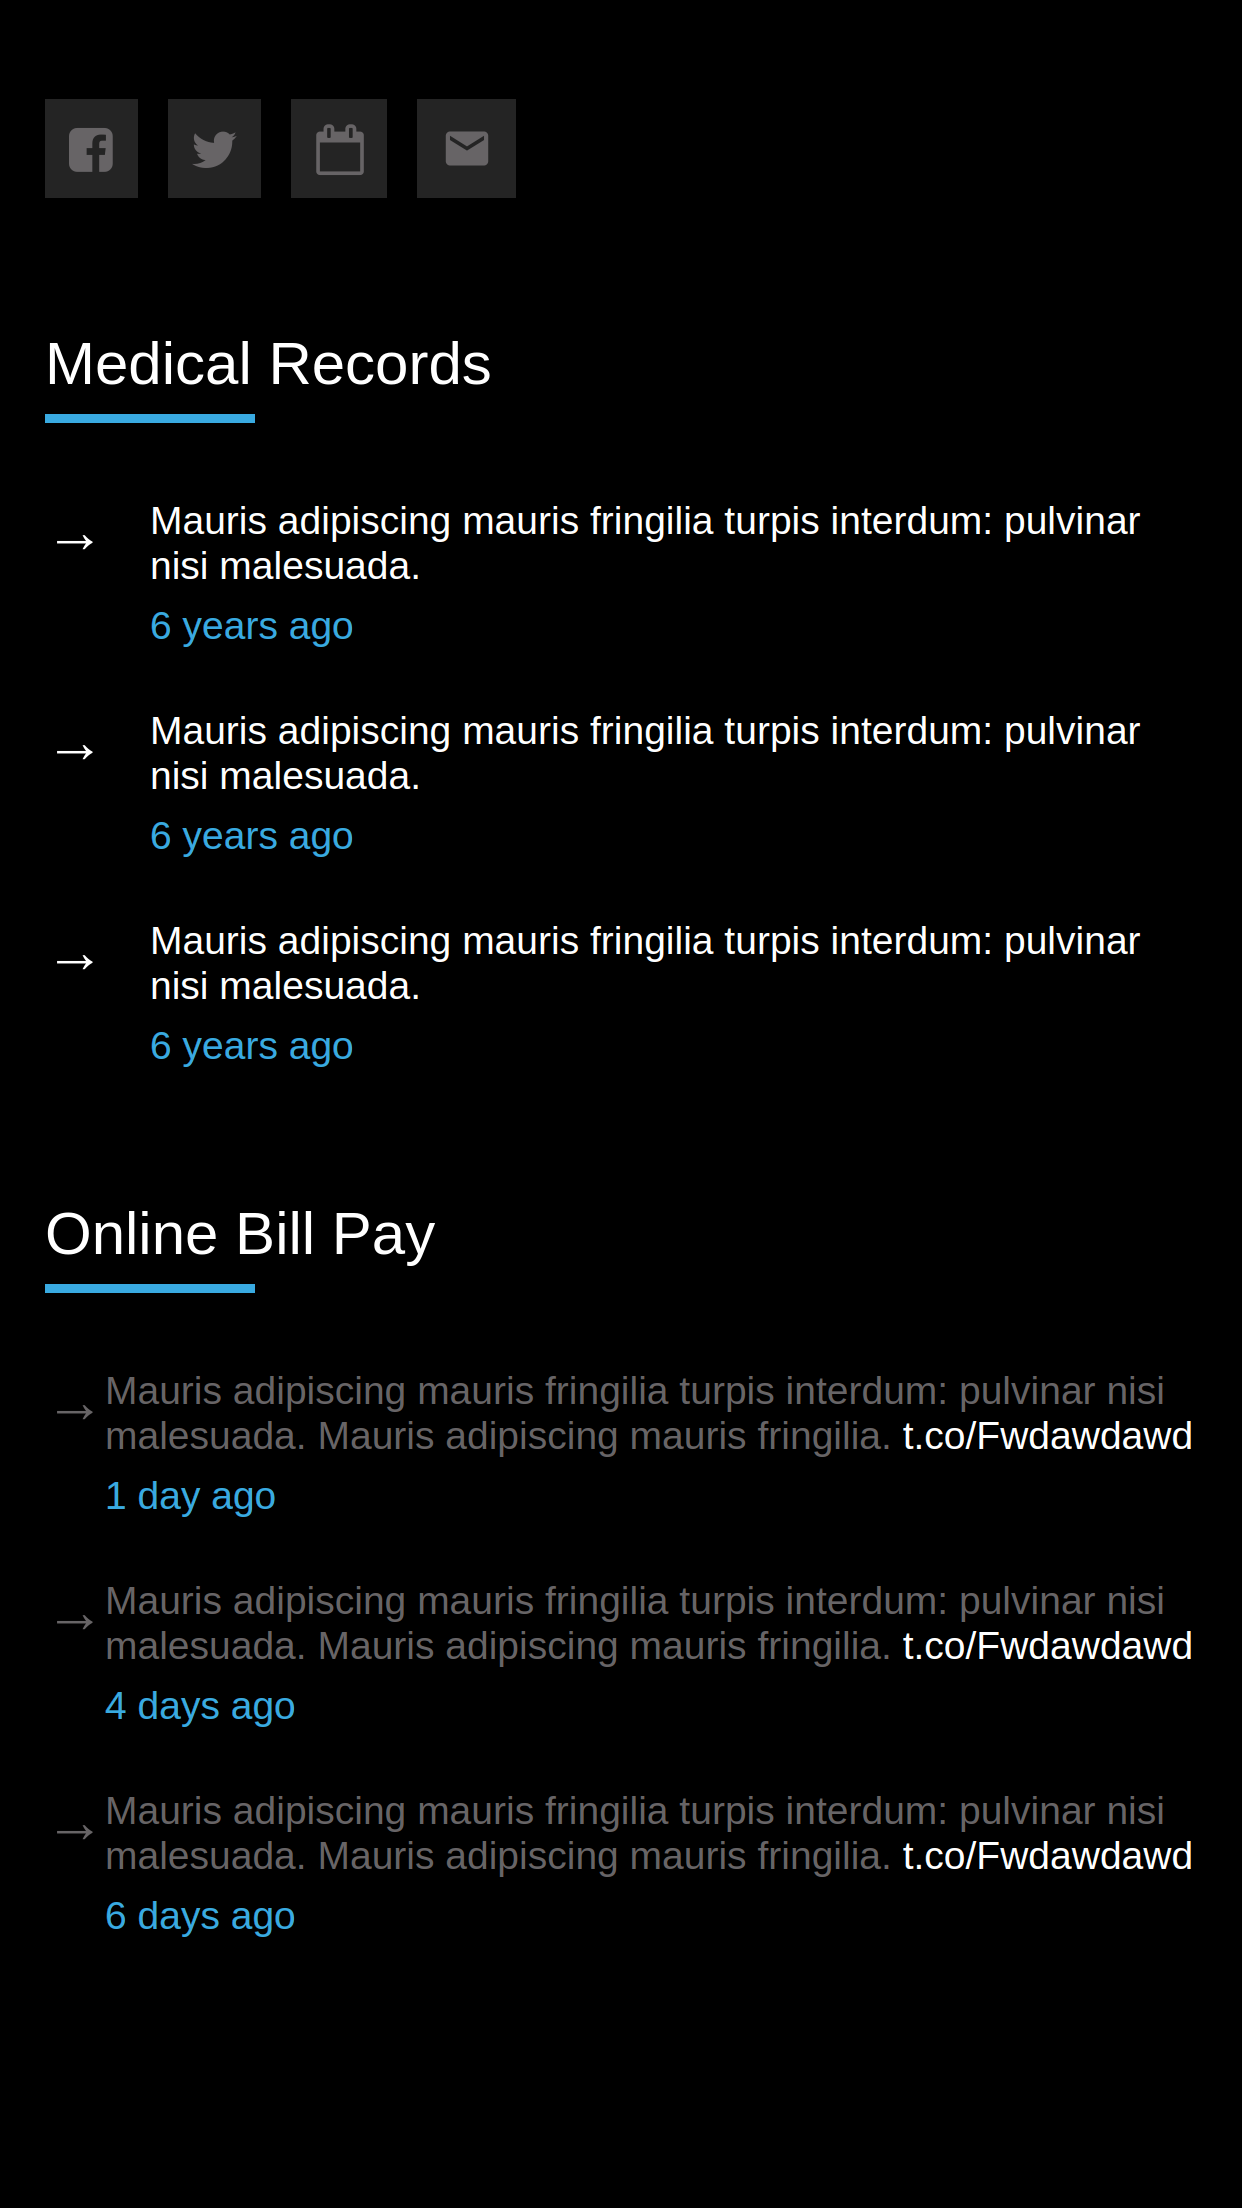 Medical Records
→ Mauris adipiscing mauris fringilia turpis interdum: pulvinar
nisi malesuada.
6 years ago
→ Mauris adipiscing mauris fringilia turpis interdum: pulvinar
nisi malesuada.
6 years ago
→ Mauris adipiscing mauris fringilia turpis interdum: pulvinar
nisi malesuada.
6 years ago
Online Bill Pay
→ Mauris adipiscing mauris fringilia turpis interdum: pulvinar nisi
malesuada. Mauris adipiscing mauris fringilia. t.co/Fwdawdawd
1 day ago
→ Mauris adipiscing mauris fringilia turpis interdum: pulvinar nisi
malesuada. Mauris adipiscing mauris fringilia. t.co/Fwdawdawd
4 days ago
→ Mauris adipiscing mauris fringilia turpis interdum: pulvinar nisi
malesuada. Mauris adipiscing mauris fringilia. t.co/Fwdawdawd
6 days ago